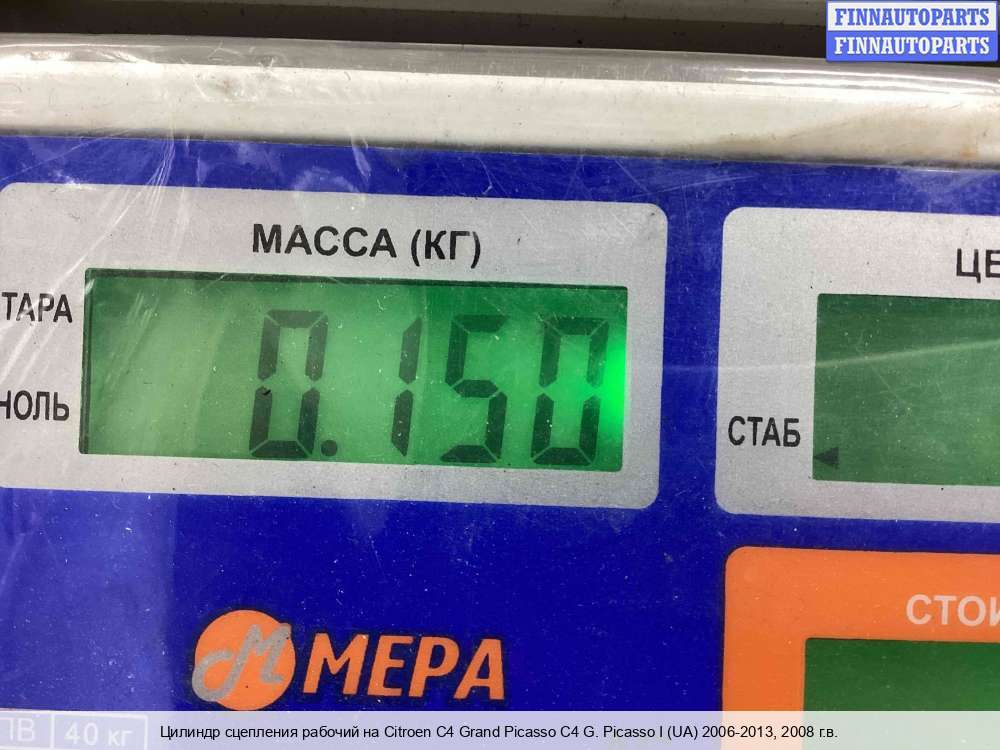 FINNAUTOPARTS
FINNAUTOPARTS
МАССА (КГ)
ТАРА
0.150
НОЛЬ
СТАБ
МЕРА
40 кг
Цилиндр сцепления рабочий на Citroen C4 Grand Picasso C4 G. Picasso I (UA) 2006-2013, 2008 г.в.